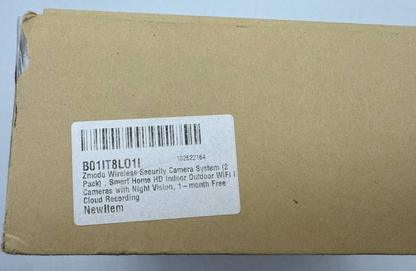 B01IT8LO1I
102622164
Zmodo Wireless Security Camera System (2
Pack) , Smart Home HD Indoor Outdoor WiFi I
Cameras with Night Vision, 1-month Free
Cloud Recording
NewItem